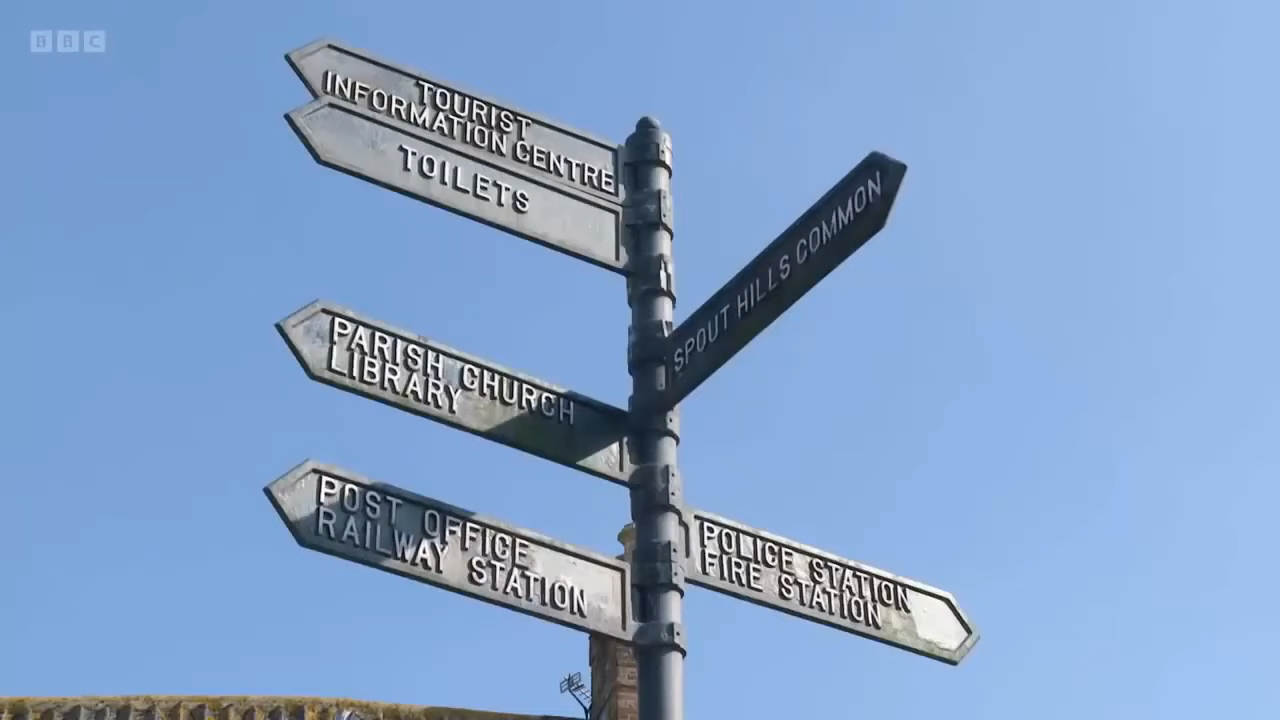 BBC
TOURIST
INFORMATION CENTRE
TOILETS
SPOUT HILLS COMMON
PARISH CHURCH
LIBRARY
POST OFFICE
RAILWAY STATION
POLICE STATION
FIRE STATION